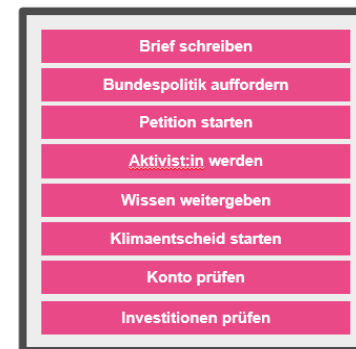 Brief schreiben
Bundespolitik auffordern
Petition starten
Aktivist:in werden
Wissen weitergeben
Klimaentscheid starten
Konto prüfen
Investitionen prüfen